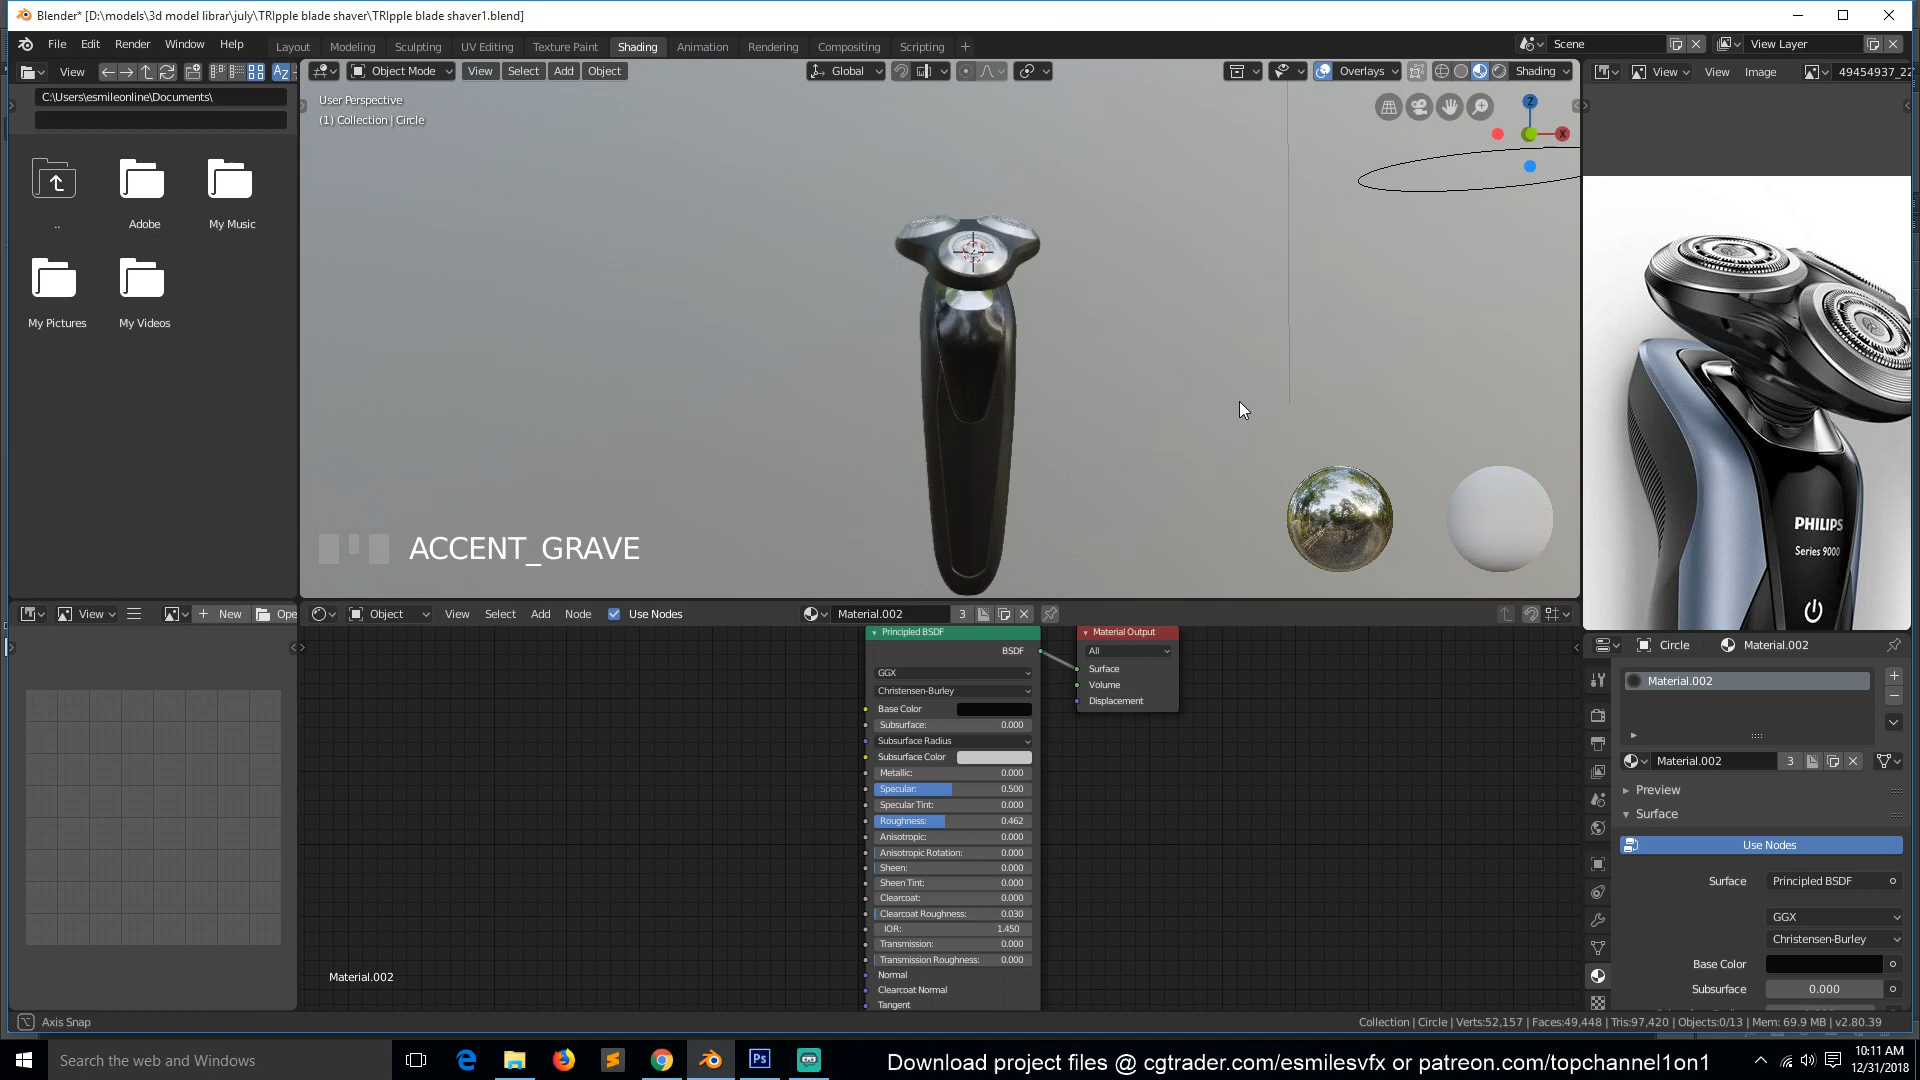 Blender* [D:\models\3d model librar\july\TRIpple blade shaver\TRIpple blade shaver1.blend]
File Edit Render Window Help
Layout Modeling Sculpting UV Editing Texture Paint Shading Animation Rendering Compositing Scripting +
Scene
View Layer
View
Object Mode View Select Add Object
Global
Overlays
Shading
View View Image
49454937_22
C:\Users\esmileonline\Documents\
User Perspective
(1) Collection | Circle
Z
X
..
Adobe
My Music
My Pictures
My Videos
PHILIPS
Series 9000
ACCENT_GRAVE
View
New
Ope
Object View Select Add Node Use Nodes
Material.002 3
Principled BSDF
BSDF
GGX
Christensen-Burley
Base Color
Subsurface: 0.000
Subsurface Radius
Subsurface Color
Metallic: 0.000
Specular: 0.500
Specular Tint: 0.000
Roughness: 0.462
Anisotropic: 0.000
Anisotropic Rotation: 0.000
Sheen: 0.000
Sheen Tint: 0.000
Clearcoat: 0.000
Clearcoat Roughness: 0.030
IOR: 1.450
Transmission: 0.000
Transmission Roughness: 0.000
Normal
Clearcoat Normal
Tangent
Material Output
All
Surface
Volume
Displacement
Material.002
Circle Material.002
Material.002
Material.002 3
Preview
Surface
Use Nodes
Surface Principled BSDF
GGX
Christensen-Burley
Base Color
Subsurface 0.000
Axis Snap
Collection | Circle | Verts:52,157 | Faces:49,448 | Tris:97,420 | Objects:0/13 | Mem: 69.9 MB | v2.80.39
Search the web and Windows
Download project files @ cgtrader.com/esmilesvfx or patreon.com/topchannel1on1
10:11 AM
12/31/2018